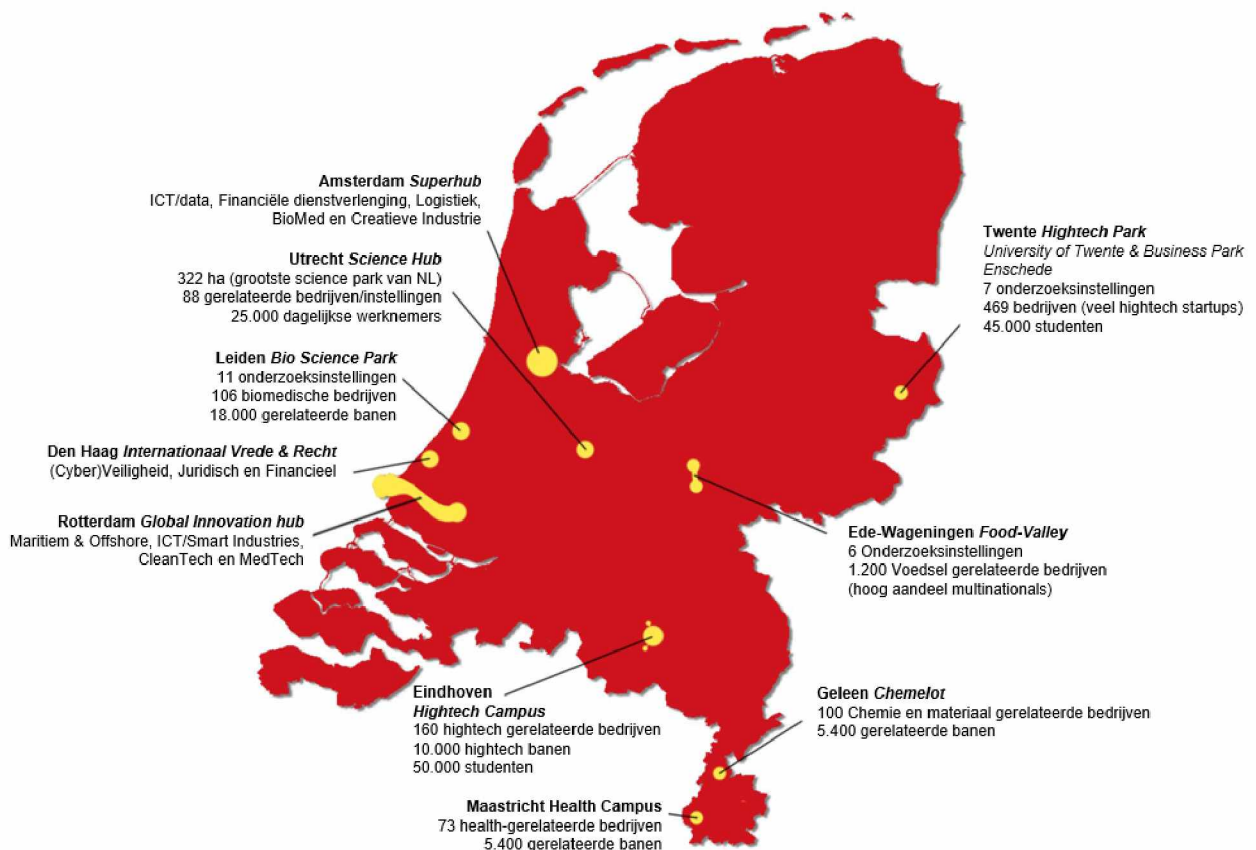 Amsterdam Superhub
ICT/data, Financiële dienstverlenging, Logistiek,
BioMed en Creatieve Industrie
Utrecht Science Hub
322 ha (grootste science park van NL)
88 gerelateerde bedrijven/instellingen
25.000 dagelijkse werknemers
Leiden Bio Science Park
11 onderzoeksinstellingen
106 biomedische bedrijven
18.000 gerelateerde banen
Den Haag Internationaal Vrede & Recht
(Cyber)Veiligheid, Juridisch en Financieel
Rotterdam Global Innovation hub
Maritiem & Offshore, ICT/Smart Industries,
CleanTech en MedTech
Twente Hightech Park
University of Twente & Business Park
Enschede
7 onderzoeksinstellingen
469 bedrijven (veel hightech startups)
45.000 studenten
Ede-Wageningen Food-Valley
6 Onderzoeksinstellingen
1.200 Voedsel gerelateerde bedrijven
(hoog aandeel multinationals)
Eindhoven
Hightech Campus
160 hightech gerelateerde bedrijven
10.000 hightech banen
50.000 studenten
Geleen Chemelot
100 Chemie en materiaal gerelateerde bedrijven
5.400 gerelateerde banen
Maastricht Health Campus
73 health-gerelateerde bedrijven
5.400 gerelateerde banen